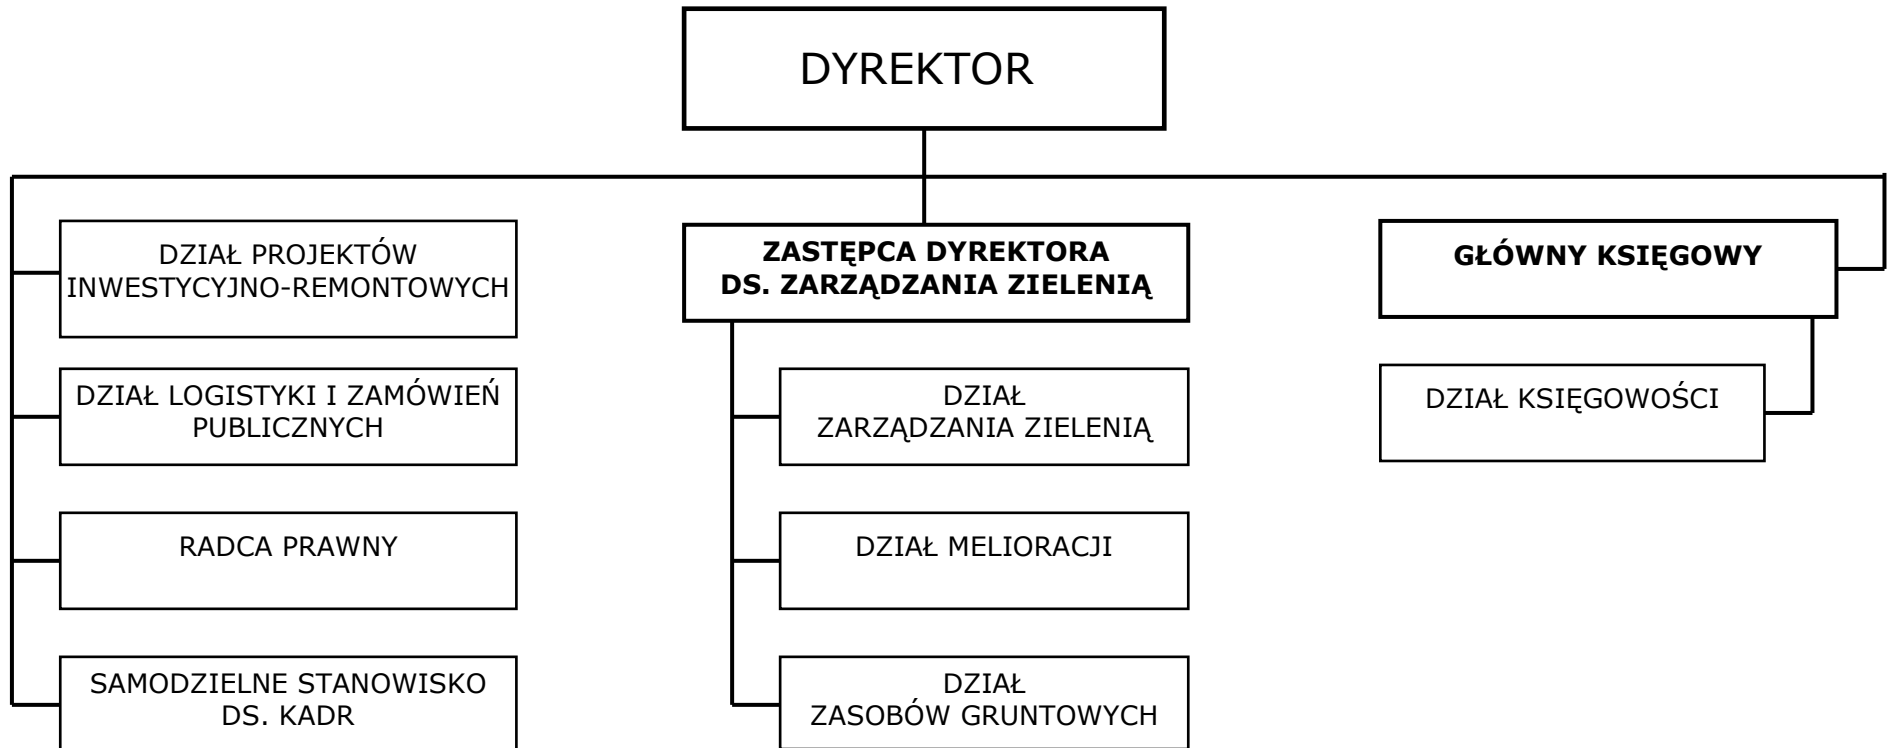 DYREKTOR
DZIAŁ PROJEKTÓW
INWESTYCYJNO-REMONTOWYCH
DZIAŁ LOGISTYKI I ZAMÓWIEŃ
PUBLICZNYCH
RADCA PRAWNY
SAMODZIELNE STANOWISKO
DS. KADR
ZASTĘPCA DYREKTORA
DS. ZARZĄDZANIA ZIELENIĄ
DZIAŁ
ZARZĄDZANIA ZIELENIĄ
DZIAŁ MELIORACJI
DZIAŁ
ZASOBÓW GRUNTOWYCH
GŁÓWNY KSIĘGOWY
DZIAŁ KSIĘGOWOŚCI